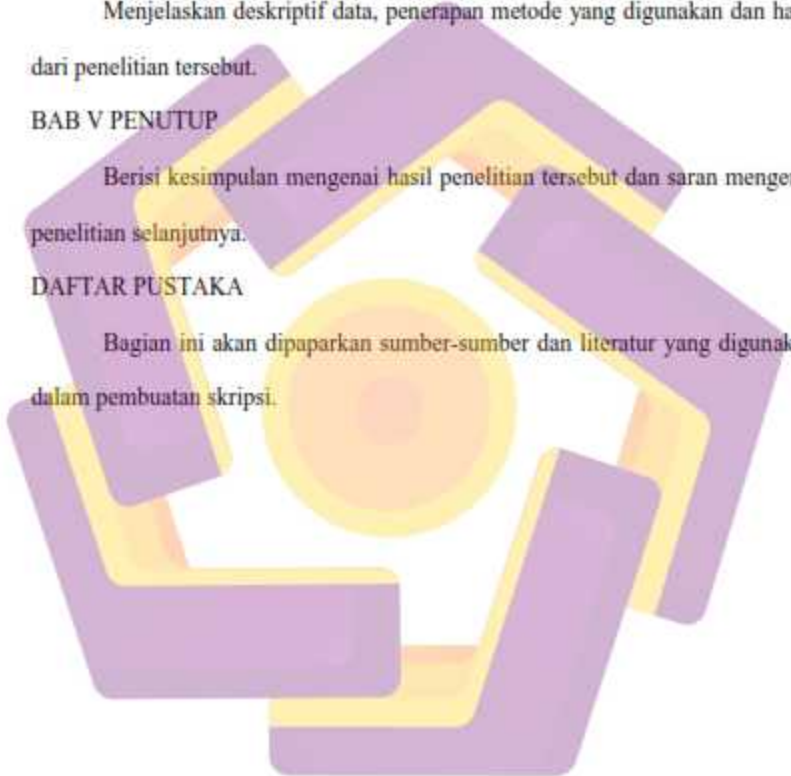 Menjelaskan deskriptif data, penerapan metode yang digunakan dan ha
dari penelitian tersebut.
BAB V PENUTUP
Berisi kesimpulan mengenai hasil penelitian tersebut dan saran mengen
penelitian selanjutnya.
DAFTAR PUSTAKA
Bagian ini akan dipaparkan sumber-sumber dan literatur yang digunak
dalam pembuatan skripsi.